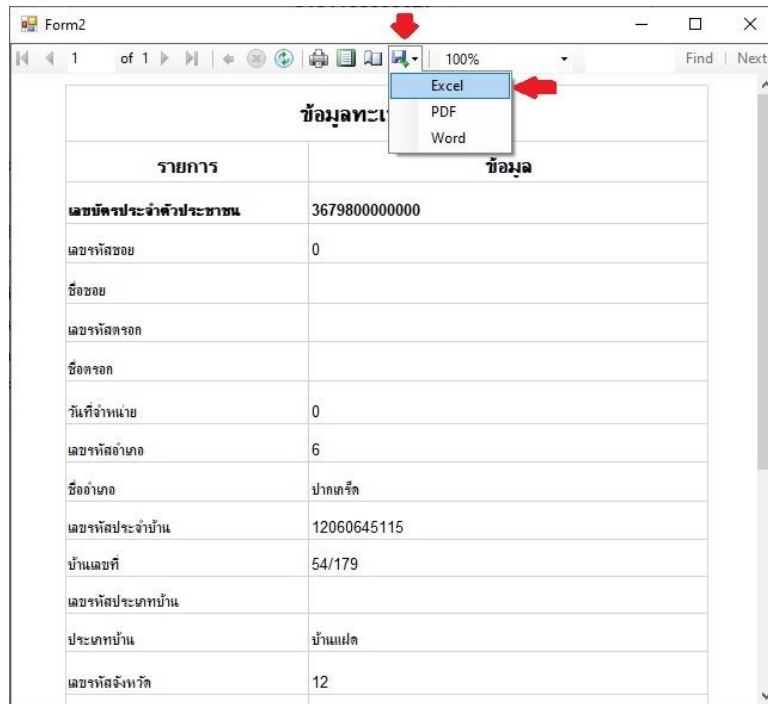 Form2
1 of 1 100% Find | Next
Excel
PDF
Word
รายการ ข้อมูล
เลขบัตรประจำตัวประชาชน 3679800000000
เลขรหัสซอย 0
ชื่อซอย
เลขรหัสตรอก
ชื่อตรอก
วันที่จำหน่าย 0
เลขรหัสอำเภอ 6
ชื่ออำเภอ ปากเกร็ด
เลขรหัสประจำบ้าน 12060645115
บ้านเลขที่ 54/179
เลขรหัสประเภทบ้าน
ประเภทบ้าน บ้านแฝด
เลขรหัสจังหวัด 12